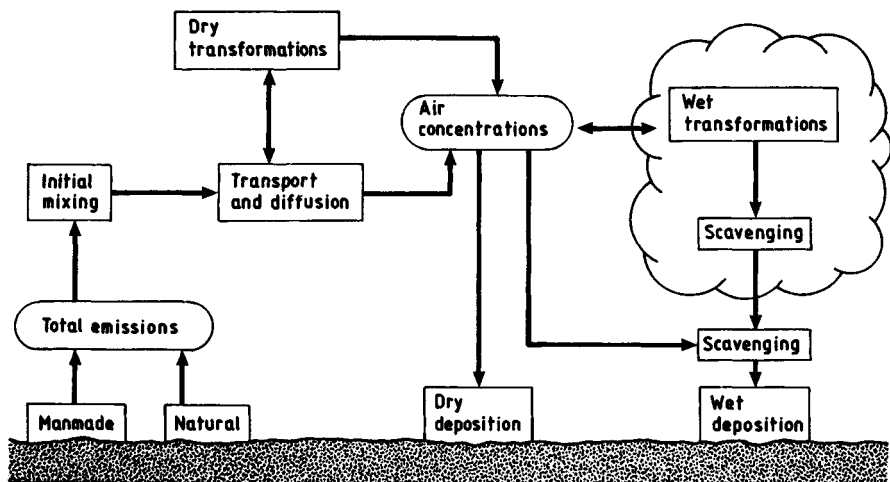 Dry
transformations
Air
concentrations
Wet
transformations
Initial
mixing
Transport
and diffusion
Scavenging
Total emissions
Scavenging
Manmade
Natural
Dry
deposition
Wet
deposition